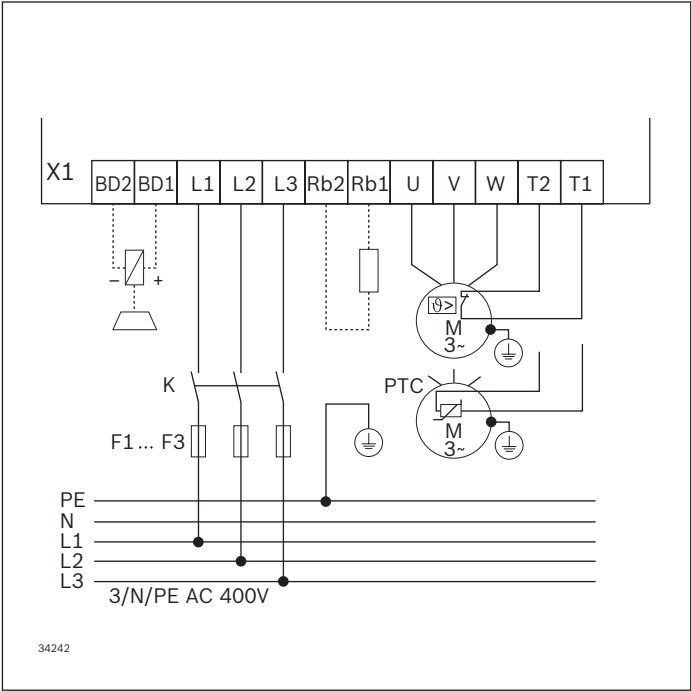 X1
BD2 BD1 L1 L2 L3 Rb2 Rb1 U V W T2 T1
– +
ϑ>
M
3~
K
PTC
M
3~
F1... F3
PE
N
L1
L2
L3
3/N/PE AC 400V
34242